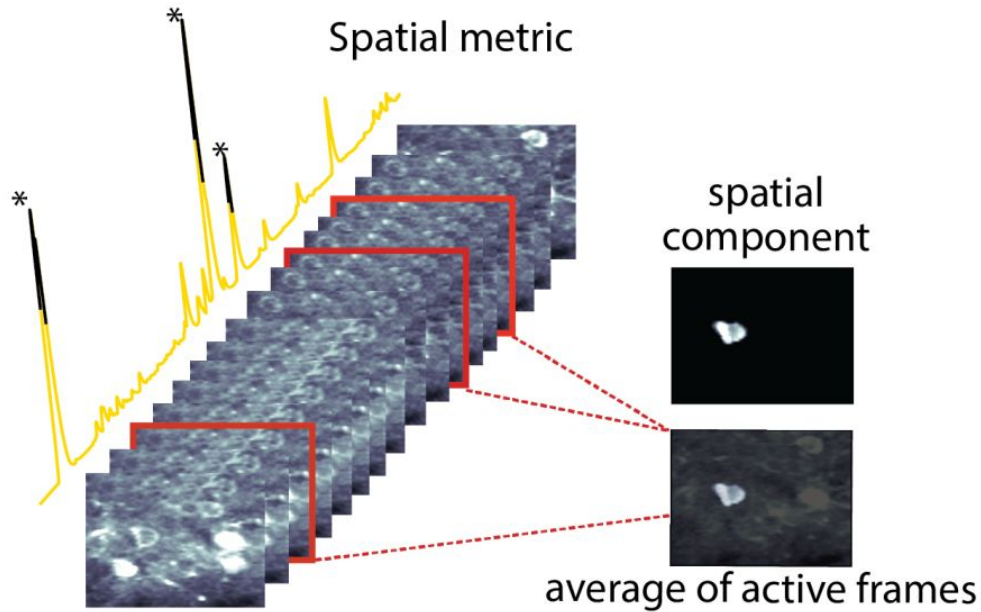 Spatial metric
*
*
*
spatial
component
average of active frames